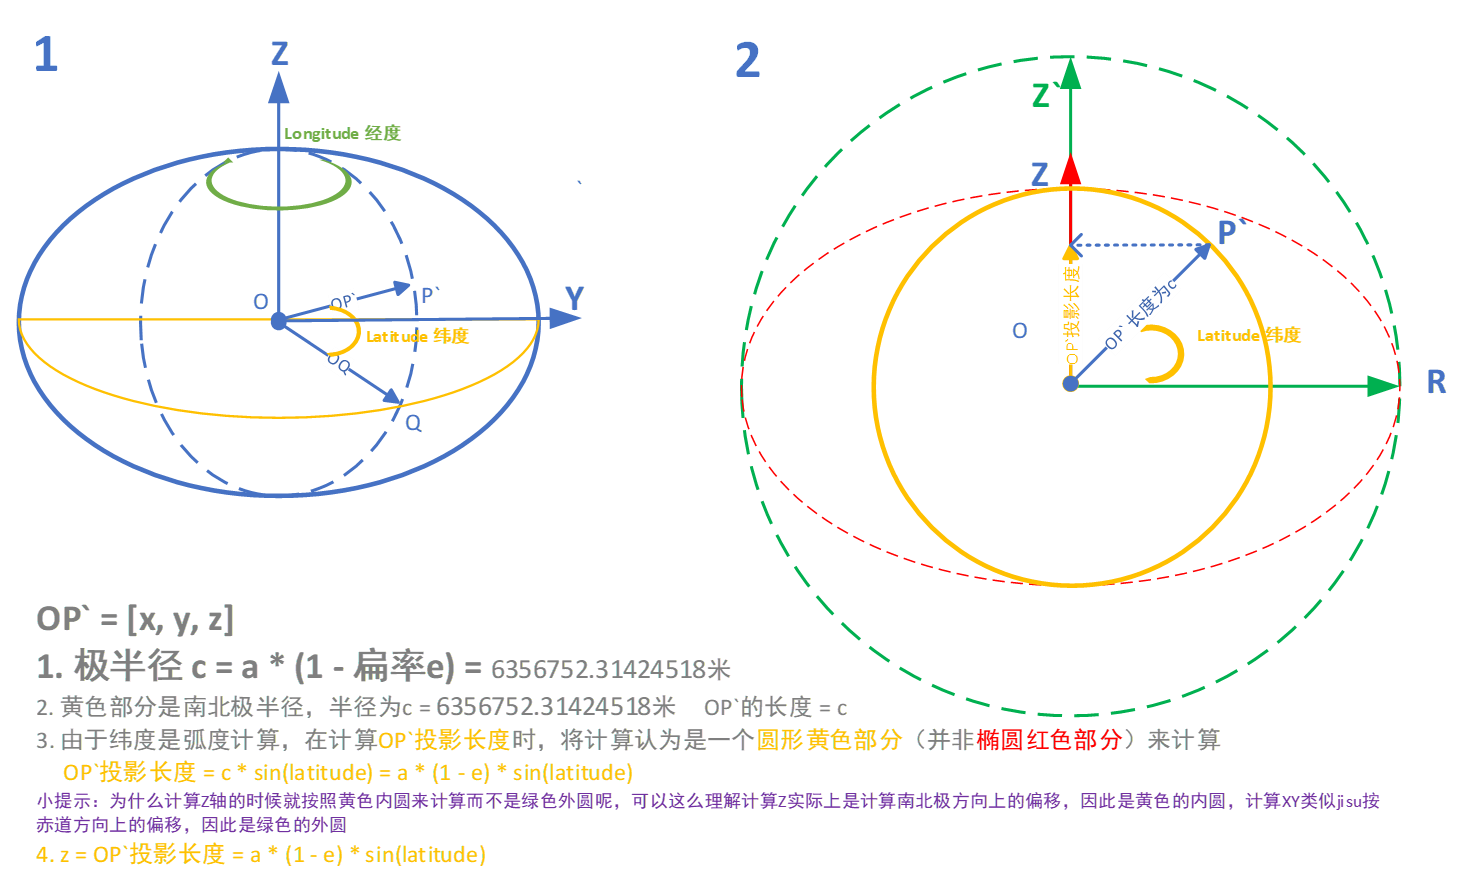 1
Z
Longitude 经度
O
OP`
P`
Y
Latitude 纬度
OQ
Q
`
2
Z`
Z
P`
OP`投影长度
OP` 长度为c
O
Latitude 纬度
R
OP` = [x, y, z]
1. 极半径 c = a * (1 - 扁率e) = 6356752.31424518米
2. 黄色部分是南北极半径，半径为c = 6356752.31424518米 OP`的长度 = c
3. 由于纬度是弧度计算，在计算OP`投影长度时，将计算认为是一个圆形黄色部分（并非椭圆红色部分）来计算
OP`投影长度 = c * sin(latitude) = a * (1 - e) * sin(latitude)
小提示：为什么计算Z轴的时候就按照黄色内圆来计算而不是绿色外圆呢，可以这么理解计算Z实际上是计算南北极方向上的偏移，因此是黄色的内圆，计算XY类似jisu按
赤道方向上的偏移，因此是绿色的外圆
4. z = OP`投影长度 = a * (1 - e) * sin(latitude)